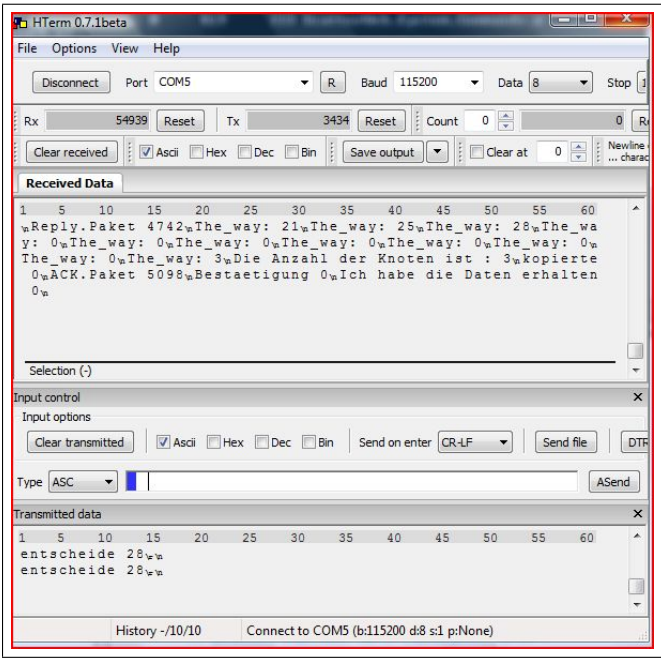 HTerm 0.7.1beta
File Options View Help
Disconnect Port COM5 R Baud 115200 Data 8 Stop 1
Rx 54939 Reset Tx 3434 Reset Count 0 0
Clear received Ascii Hex Dec Bin Save output Clear at 0 Newline
... charac
Received Data
1 5 10 15 20 25 30 35 40 45 50 55 60
\nReply.Paket 4742\nThe_way: 21\nThe_way: 25\nThe_way: 28\nThe_wa
y: 0\nThe_way: 0\nThe_way: 0\nThe_way: 0\nThe_way: 0\nThe_way: 0\n
The_way: 0\nThe_way: 3\nDie Anzahl der Knoten ist : 3\nkopierte
0\nACK.Paket 5098\nBestaetigung 0\nIch habe die Daten erhalten
0\n
Selection (-)
Input control
Input options
Clear transmitted Ascii Hex Dec Bin Send on enter CR-LF Send file DTR
Type ASC ASend
Transmitted data
1 5 10 15 20 25 30 35 40 45 50 55 60
entscheide 28\r\n
entscheide 28\r\n
History -/10/10 Connect to COM5 (b:115200 d:8 s:1 p:None)